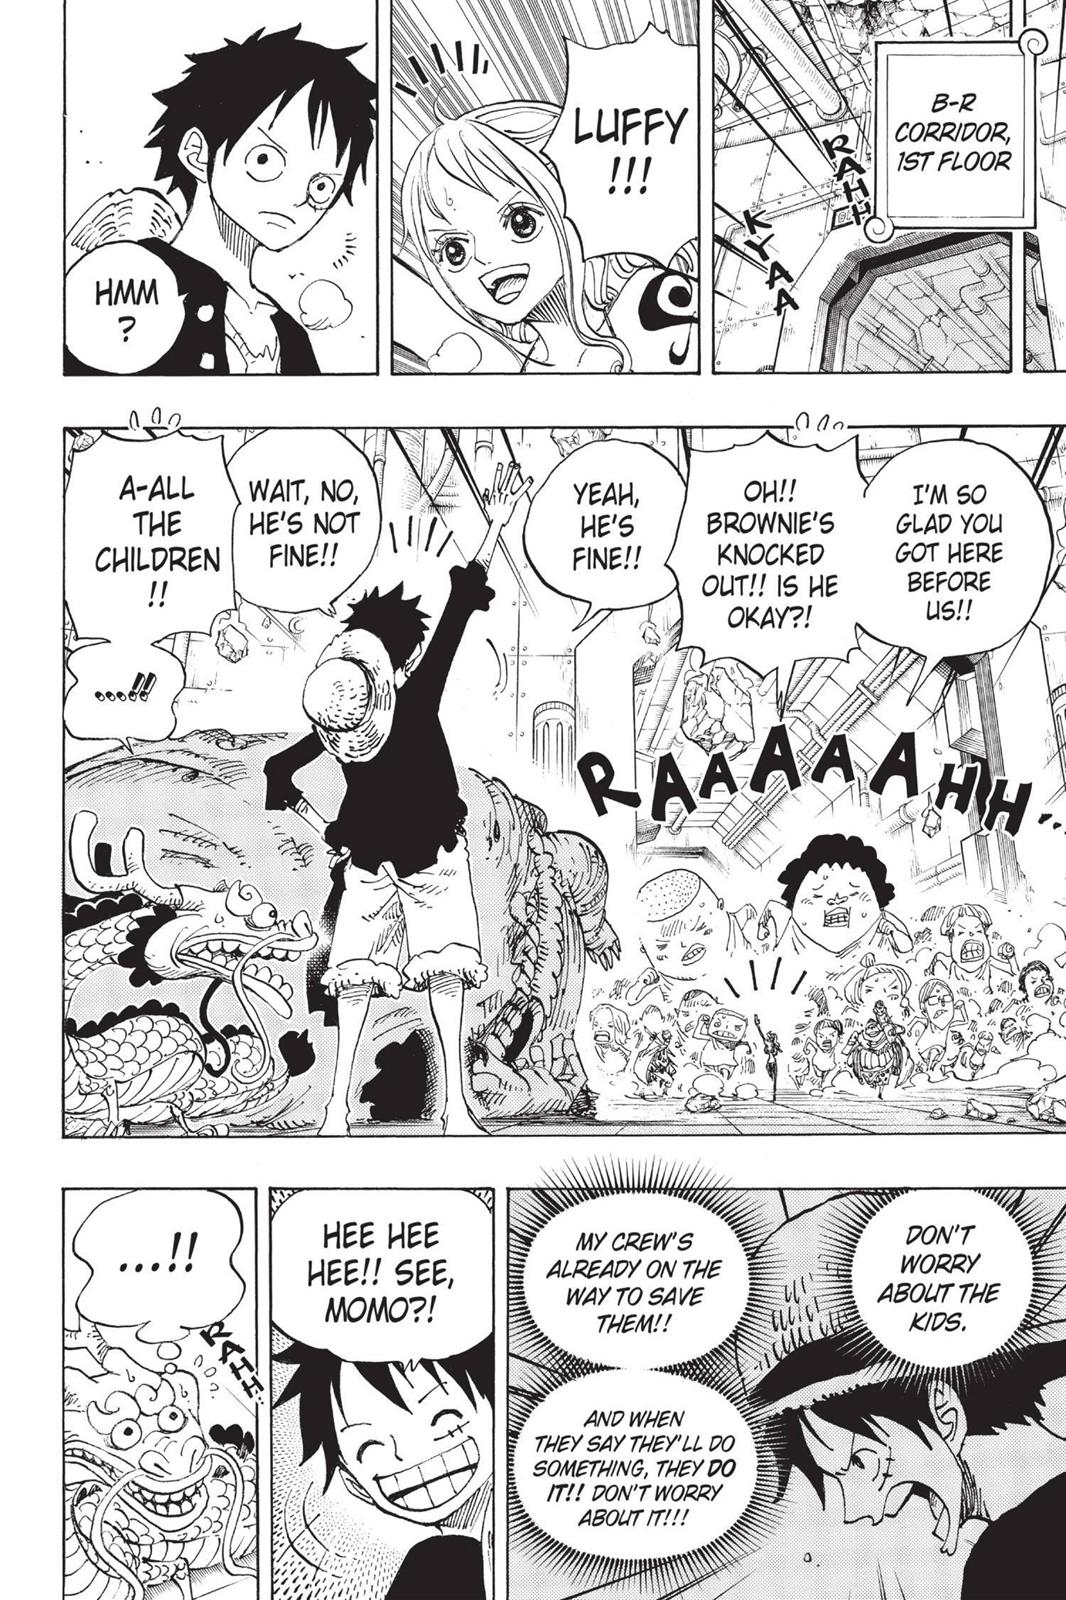 B-R
CORRIDOR,
1ST FLOOR
RAHH
KYAA
LUFFY
!!!
HMM
?
I'M SO
GLAD YOU
GOT HERE
BEFORE
US!!
OH!!
BROWNIE'S
KNOCKED
OUT!! IS HE
OKAY?!
YEAH,
HE'S
FINE!!
WAIT, NO,
HE'S NOT
FINE!!
A-ALL
THE
CHILDREN
!!
...!!
RAAAAAHH...
DON'T
WORRY
ABOUT THE
KIDS.
MY CREW'S
ALREADY ON THE
WAY TO SAVE
THEM!!
AND WHEN
THEY SAY THEY'LL DO
SOMETHING, THEY DO
IT!! DON'T WORRY
ABOUT IT!!!
HEE HEE
HEE!! SEE,
MOMO?!
...!!
RAHH